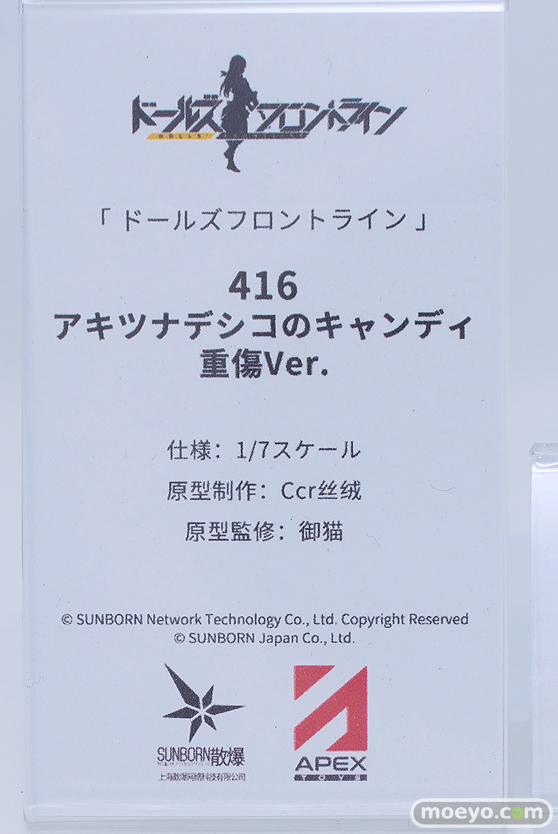 ドールズフロントライン
DOLLS
「ドールズフロントライン」
416
アキツナデシコのキャンディ
重傷Ver.
仕様：1/7スケール
原型制作：Ccr丝绒
原型監修：御猫
© SUNBORN Network Technology Co., Ltd. Copyright Reserved
© SUNBORN Japan Co., Ltd.
SUNBORN散爆
上海散爆网络科技有限公司
APEX
TOYS
moeyo.com